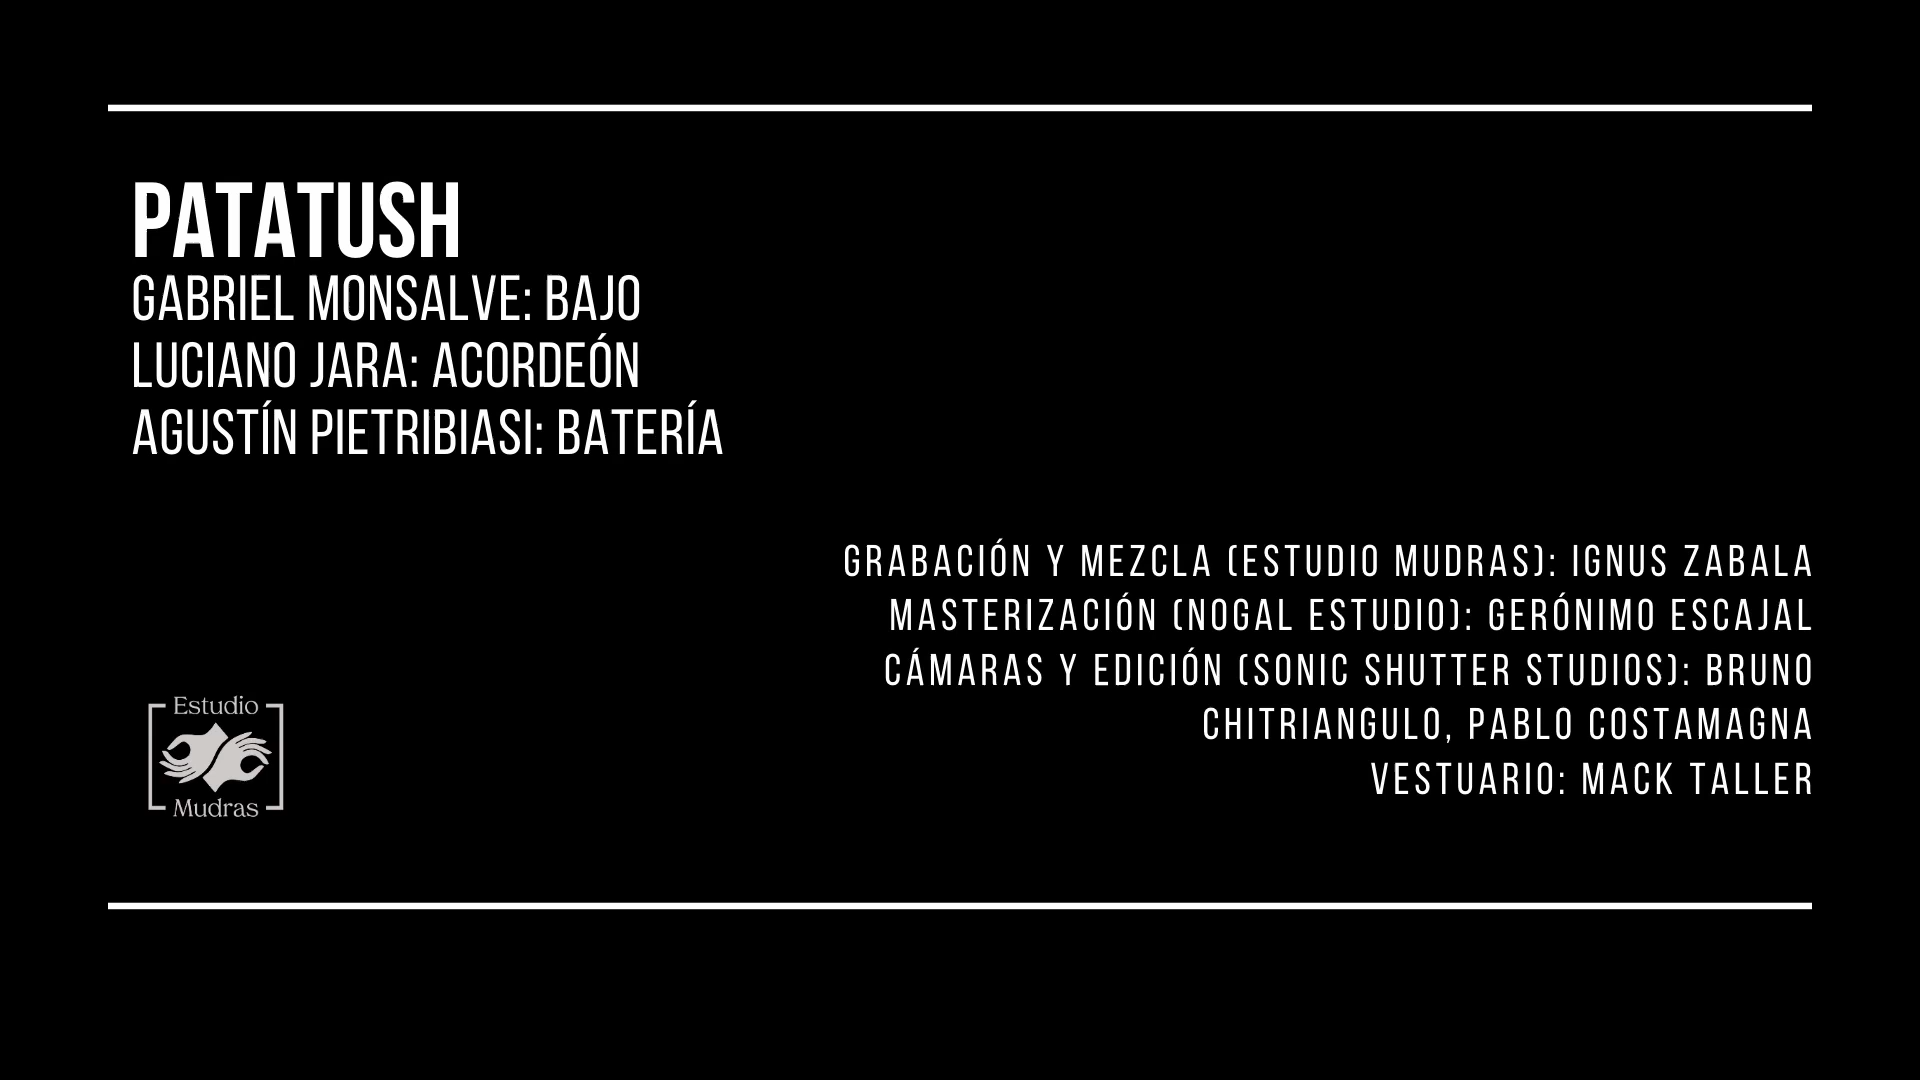 PATATUSH
GABRIEL MONSALVE: BAJO
LUCIANO JARA: ACORDEÓN
AGUSTÍN PIETRIBIASI: BATERÍA
GRABACIÓN Y MEZCLA (ESTUDIO MUDRAS): IGNUS ZABALA
MASTERIZACIÓN (NOGAL ESTUDIO): GERÓNIMO ESCAJAL
CÁMARAS Y EDICIÓN (SONIC SHUTTER STUDIOS): BRUNO
CHITRIANGULO, PABLO COSTAMAGNA
VESTUARIO: MACK TALLER
Estudio
Mudras